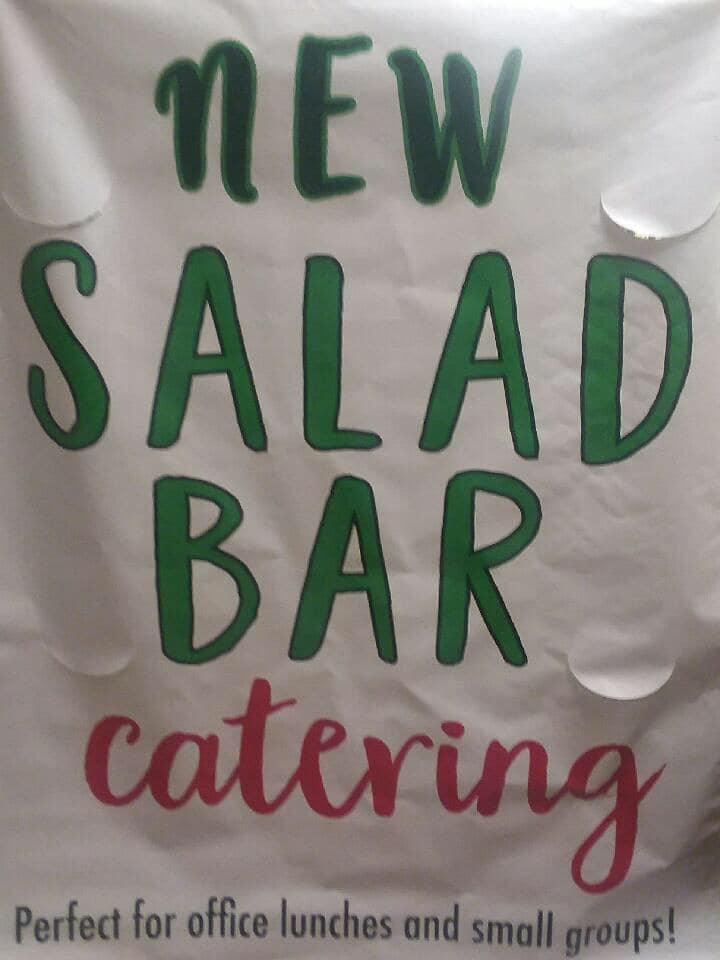 NEW
SALAD
BAR
catering
Perfect for office lunches and small groups!